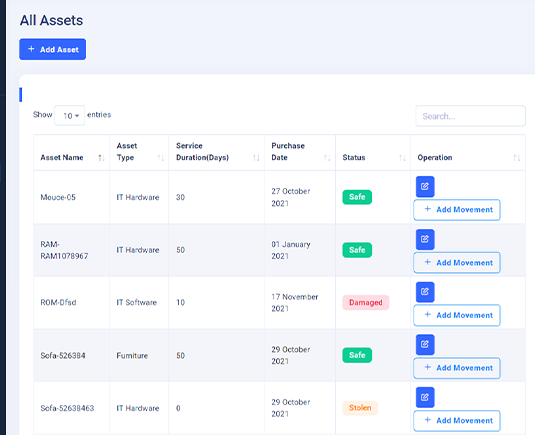 All Assets
+ Add Asset
Show 10 entries
Search...
Asset Name Asset Type Service Duration(Days) Purchase Date Status Operation
Mouce-05 IT Hardware 30 27 October 2021 Safe
+ Add Movement
RAM-RAM1078967 IT Hardware 50 01 January 2021 Safe
+ Add Movement
ROM-Dfsd IT Software 10 17 November 2021 Damaged
+ Add Movement
Sofa-526384 Furniture 50 29 October 2021 Safe
+ Add Movement
Sofa-52638463 IT Hardware 0 29 October 2021 Stolen
+ Add Movement